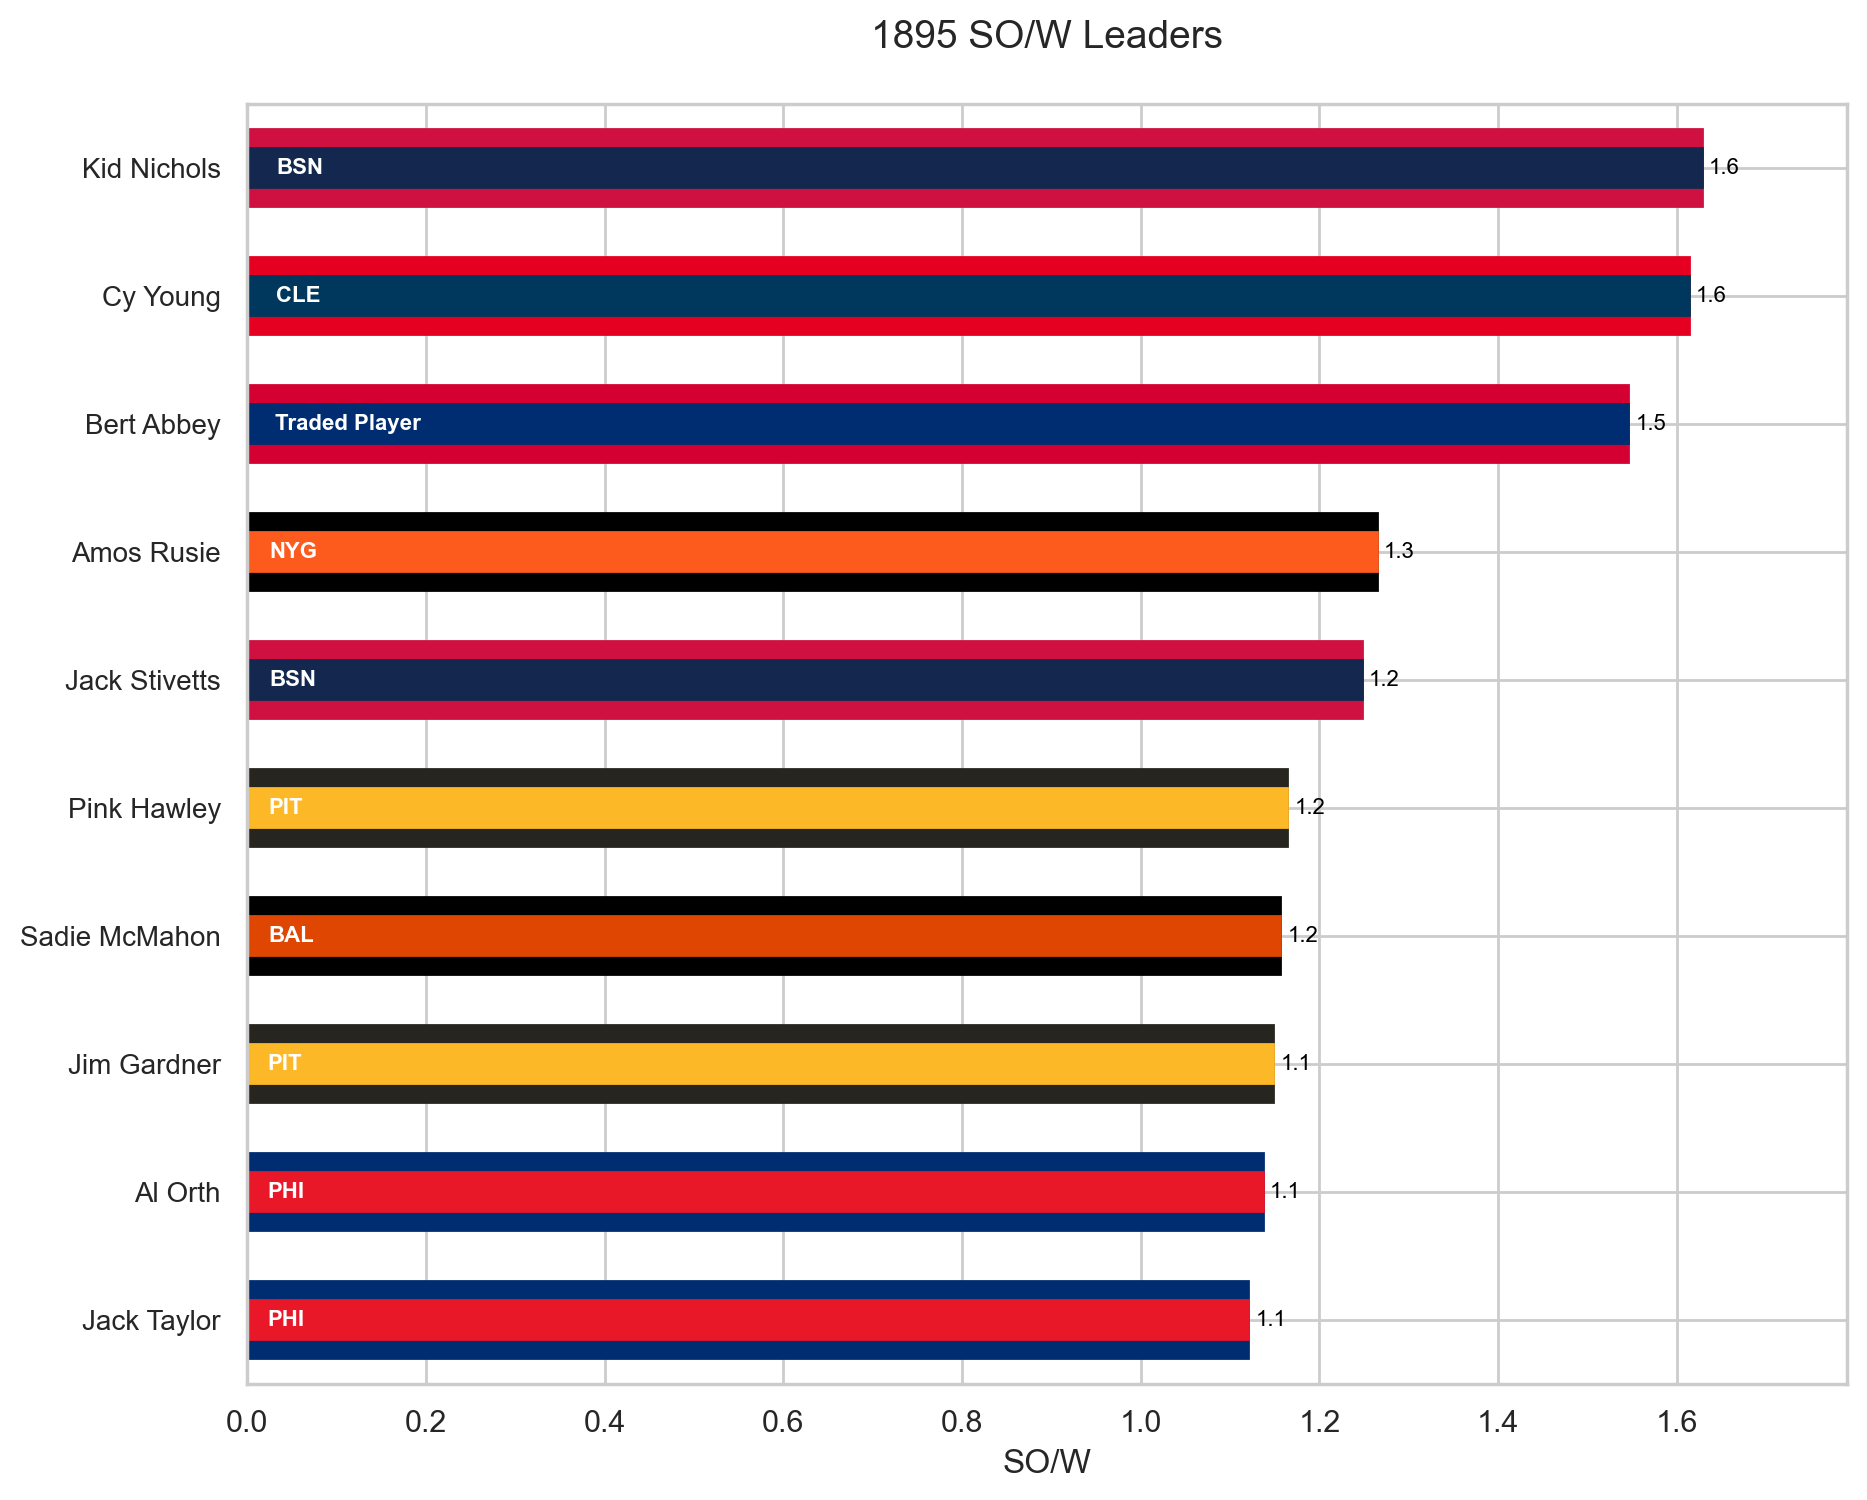 1895 SO/W Leaders
Kid Nichols BSN 1.6
Cy Young CLE 1.6
Bert Abbey Traded Player 1.5
Amos Rusie NYG 1.3
Jack Stivetts BSN 1.2
Pink Hawley PIT 1.2
Sadie McMahon BAL 1.2
Jim Gardner PIT 1.1
Al Orth PHI 1.1
Jack Taylor PHI 1.1
0.0 0.2 0.4 0.6 0.8 1.0 1.2 1.4 1.6
SO/W